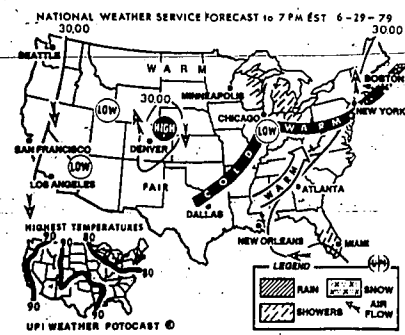 NATIONAL WEATHER SERVICE FORECAST to 7 PM EST 6-29-79
30.00
30.00
SEATTLE
WARM
BOSTON
MINNEAPOLIS
LOW
30.00
NEW YORK
CHICAGO
HIGH
LOW
WARM
SAN FRANCISCO
DENVER
LOW
COLD
LOS ANGELES
FAIR
WARM
ATLANTA
DALLAS
HIGHEST TEMPERATURES
NEW ORLEANS
MIAMI
80
90
80
80
90
90
LEGEND
UPI
RAIN
SNOW
SHOWERS
AIR FLOW
UPI WEATHER FOTOCAST ©